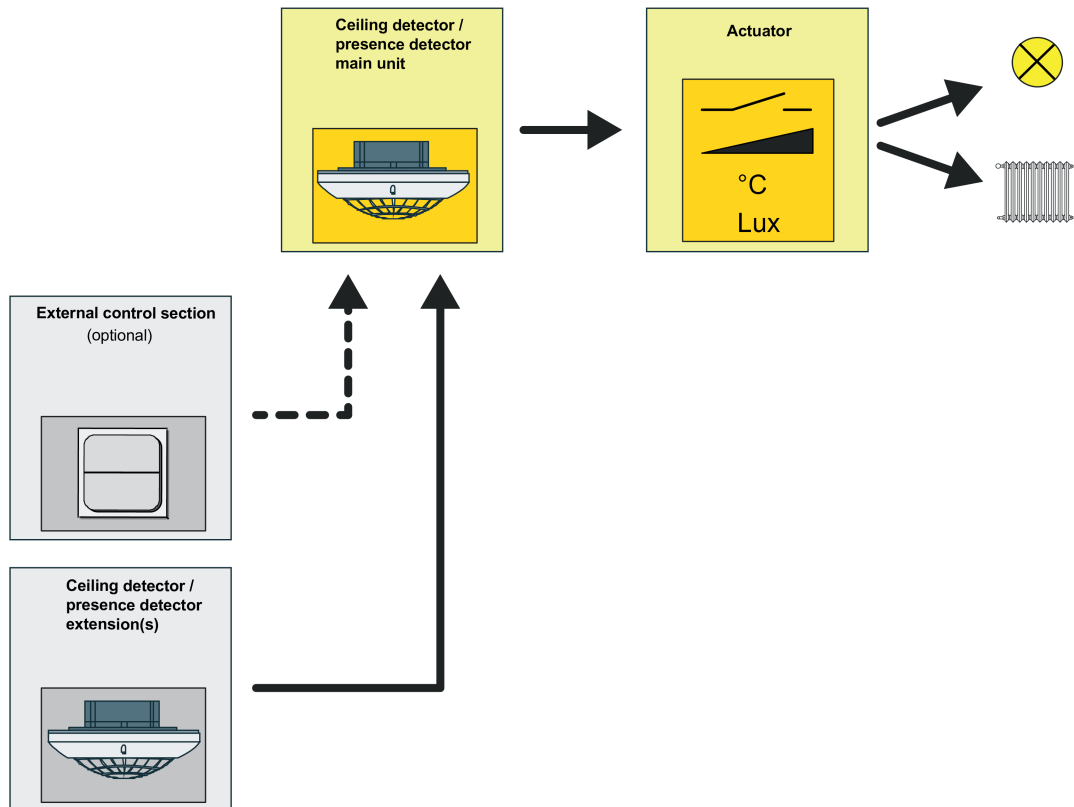 Ceiling detector /
presence detector
main unit
Actuator
°C
Lux
External control section
(optional)
Ceiling detector /
presence detector
extension(s)